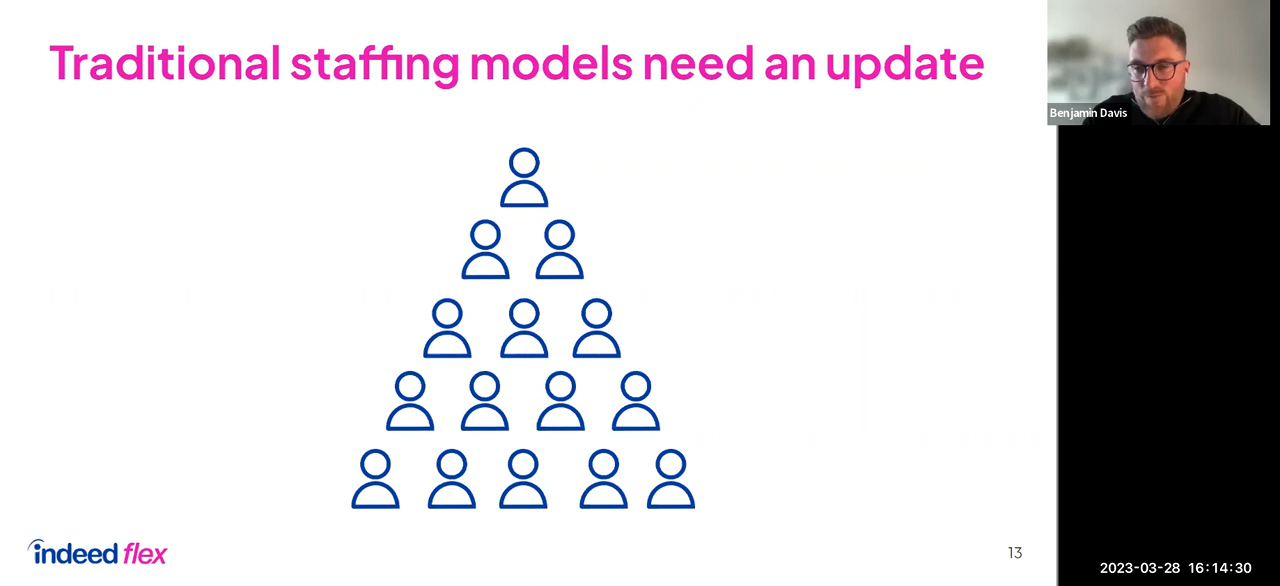 Traditional staffing models need an update
Benjamin Davis
indeed flex
13
2023-03-28 16:14:30